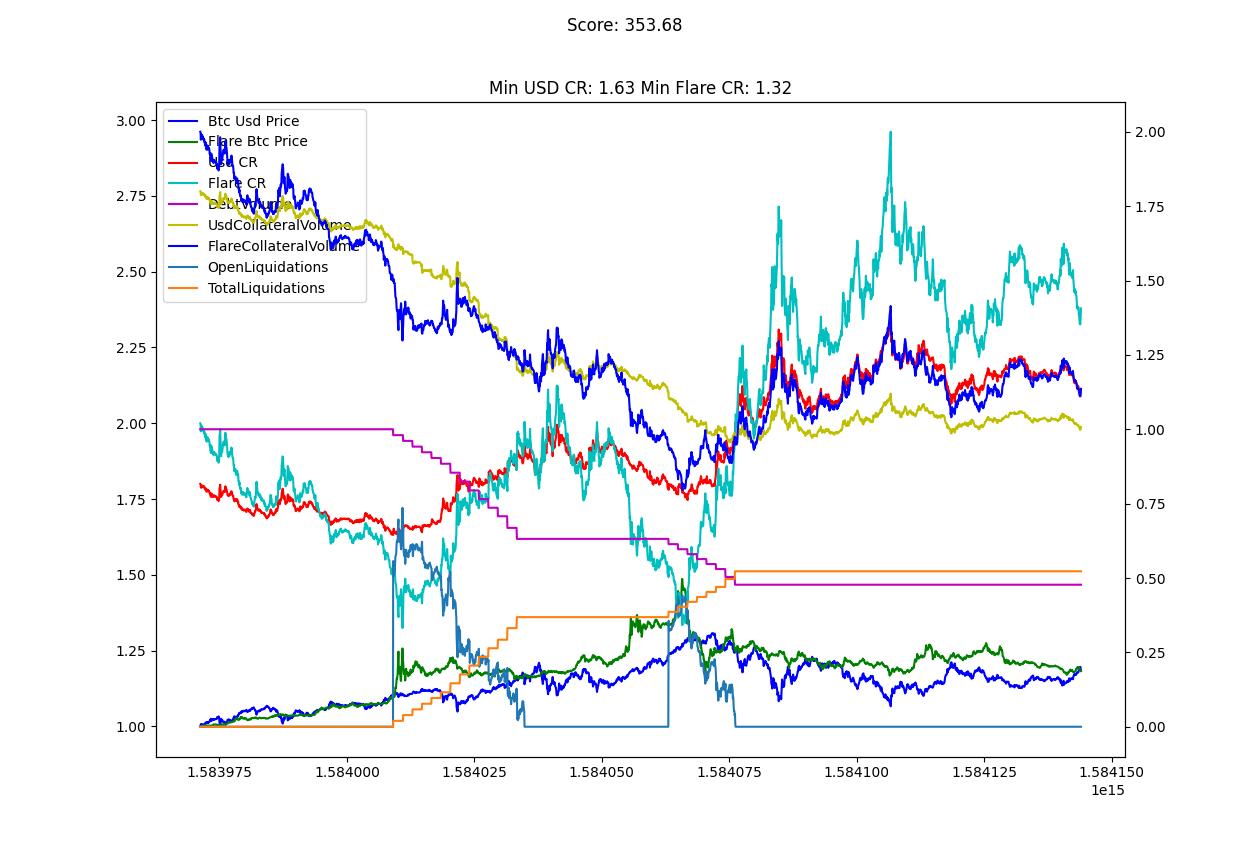 Score: 353.68
Min USD CR: 1.63 Min Flare CR: 1.32
Btc Usd Price
Flare Btc Price
Usd CR
Flare CR
DebtVolume
UsdCollateralVolume
FlareCollateralVolume
OpenLiquidations
TotalLiquidations
3.00
2.75
2.50
2.25
2.00
1.75
1.50
1.25
1.00
2.00
1.75
1.50
1.25
1.00
0.75
0.50
0.25
0.00
1.583975 1.584000 1.584025 1.584050 1.584075 1.584100 1.584125 1.584150
1e15